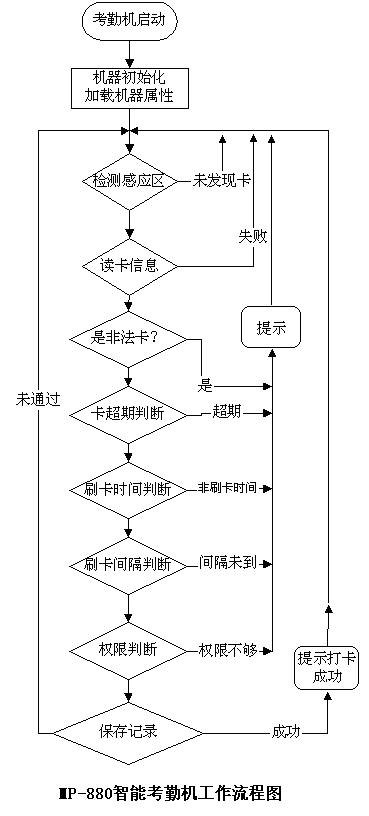 考勤机启动
机器初始化
加载机器属性
检测感应区
未发现卡
失败
读卡信息
提示
是非法卡?
是
未通过
卡超期判断
超期
刷卡时间判断
非刷卡时间
刷卡间隔判断
间隔未到
权限判断
权限不够
提示打卡
成功
保存记录
成功
MP-880智能考勤机工作流程图